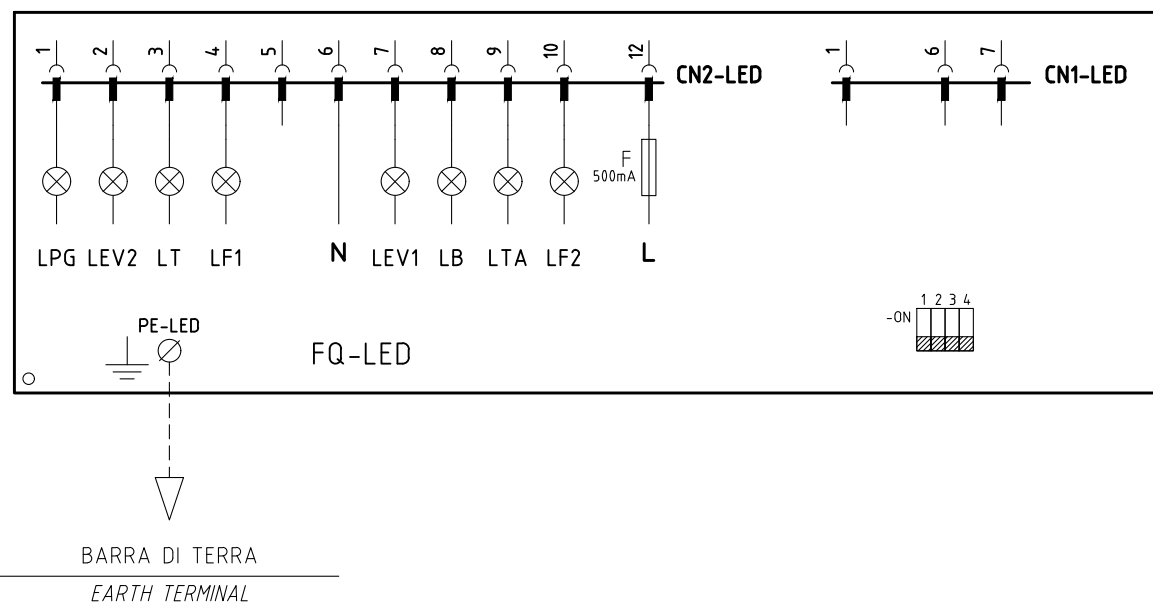 1 2 3 4 5 6 7 8 9 10 12 CN2-LED
1 6 7 CN1-LED
F
500mA
LPG LEV2 LT LF1 N LEV1 LB LTA LF2 L
1 2 3 4
-ON
PE-LED
FQ-LED
BARRA DI TERRA
EARTH TERMINAL